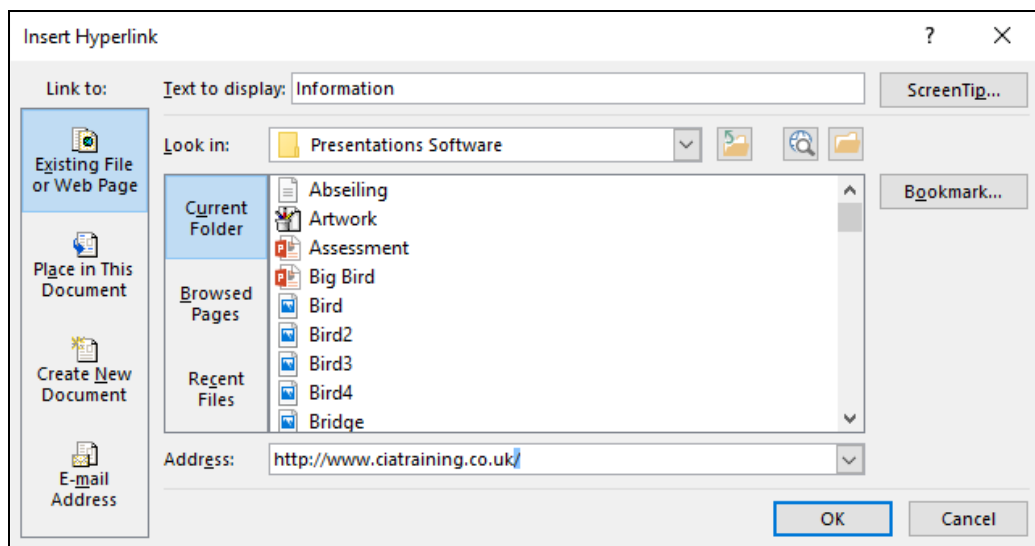 Insert Hyperlink ? X
Link to: Text to display: Information ScreenTip...
Existing File
or Web Page
Look in: Presentations Software
Current
Folder
Abseiling
Artwork
Assessment
Big Bird
Bird
Bird2
Bird3
Bird4
Bridge
Bookmark...
Place in This
Document
Browsed
Pages
Create New
Document
Recent
Files
E-mail
Address
Address: http://www.ciatraining.co.uk/
OK Cancel